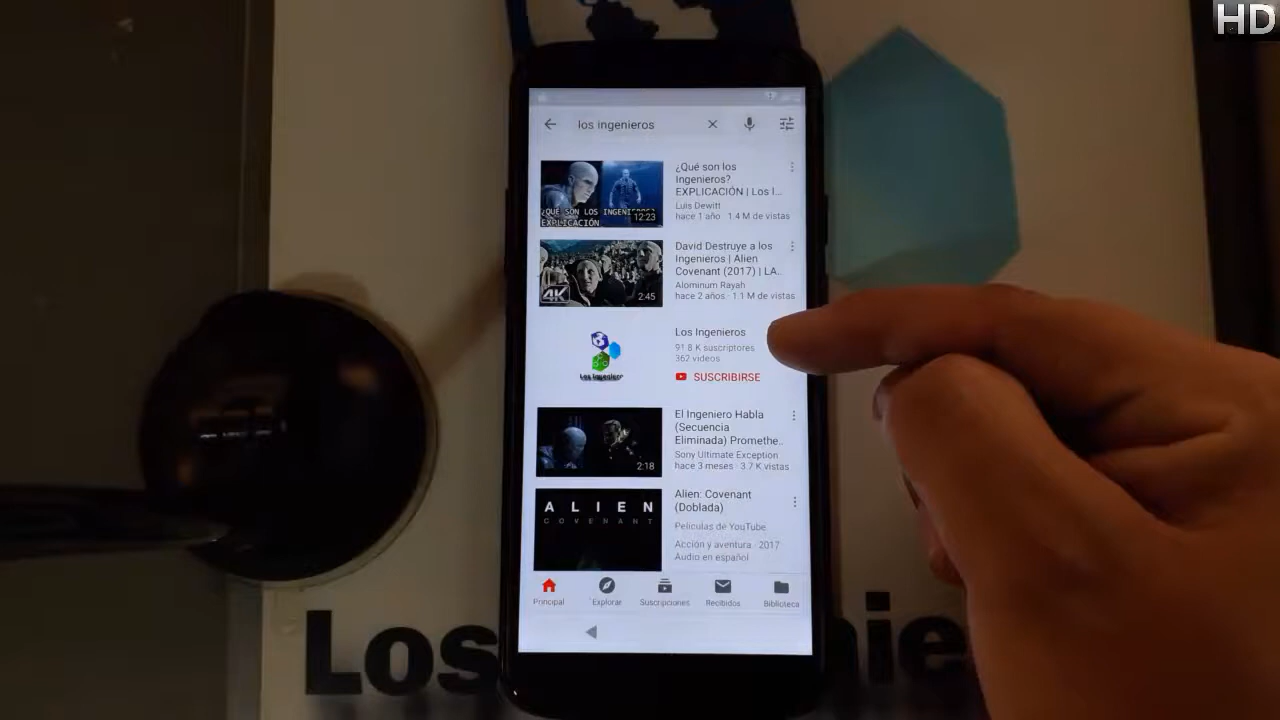 HD
los ingenieros
¿Qué son los
Ingenieros?
EXPLICACIÓN | Los I...
Luis Dewitt
hace 1 año · 1.4 M de vistas
¿QUÉ SON LOS INGENIEROS?
EXPLICACIÓN
12:23
David Destruye a los
Ingenieros | Alien
Covenant (2017) | LA..
Alominum Rayah
hace 2 años · 1.1 M de vistas
4K
2:45
Los Ingenieros
91.8 K suscriptores
362 videos
SUSCRIBIRSE
Los Ingenieros
El Ingeniero Habla
(Secuencia
Eliminada) Promethe..
Sony Ultimate Exception
hace 3 meses · 3.7 K vistas
2:18
Alien: Covenant
(Doblada)
Películas de YouTube
Acción y aventura · 2017
Audio en español
ALIEN
COVENANT
Principal
Explorar
Suscripciones
Recibidos
Biblioteca
Los nie